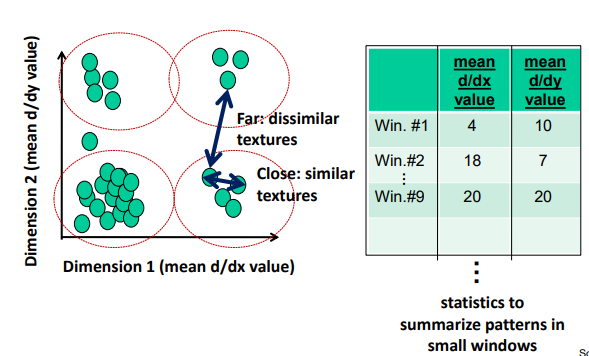 Dimension 2 (mean d/dy value)
Far: dissimilar
textures
Close: similar
textures
Dimension 1 (mean d/dx value)
mean
d/dx
value
mean
d/dy
value
Win. #1 4 10
Win.#2 18 7
⋮
Win.#9 20 20
⋮
statistics to
summarize patterns in
small windows